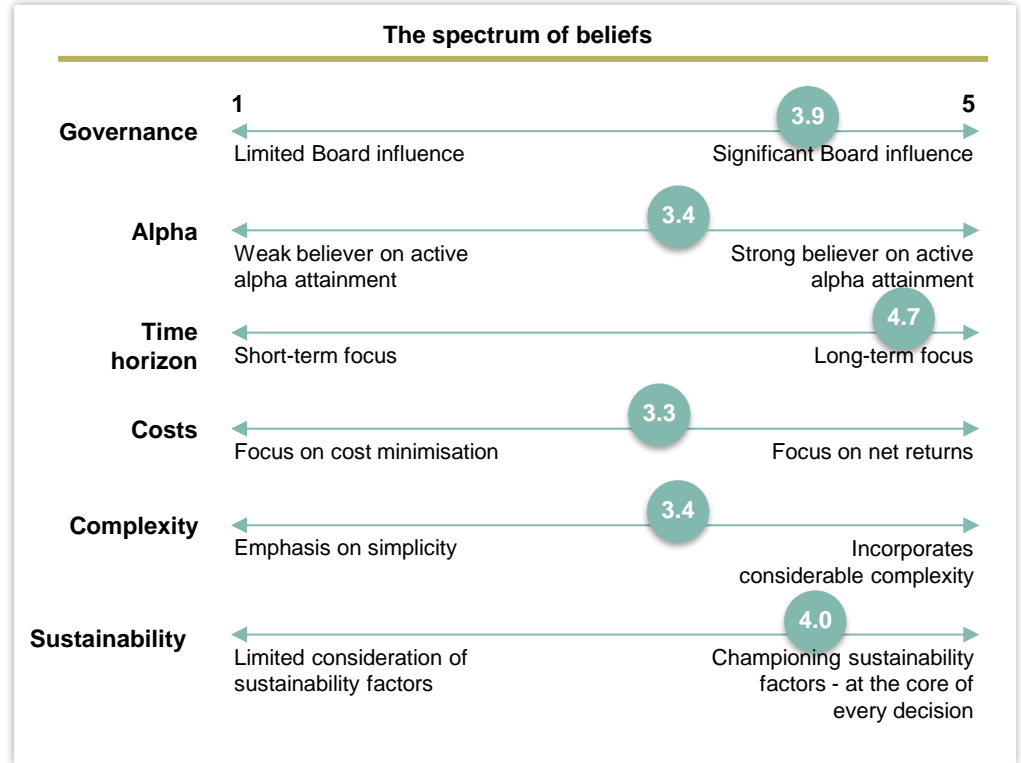 The spectrum of beliefs
1
5
Governance
3.9
Limited Board influence
Significant Board influence
Alpha
3.4
Weak believer on active
alpha attainment
Strong believer on active
alpha attainment
Time
horizon
4.7
Short-term focus
Long-term focus
Costs
3.3
Focus on cost minimisation
Focus on net returns
Complexity
3.4
Emphasis on simplicity
Incorporates
considerable complexity
Sustainability
4.0
Limited consideration of
sustainability factors
Championing sustainability
factors - at the core of
every decision